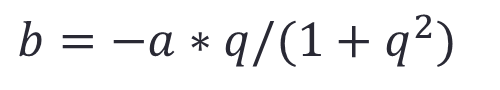 b = −a ∗ q/(1 + q²)